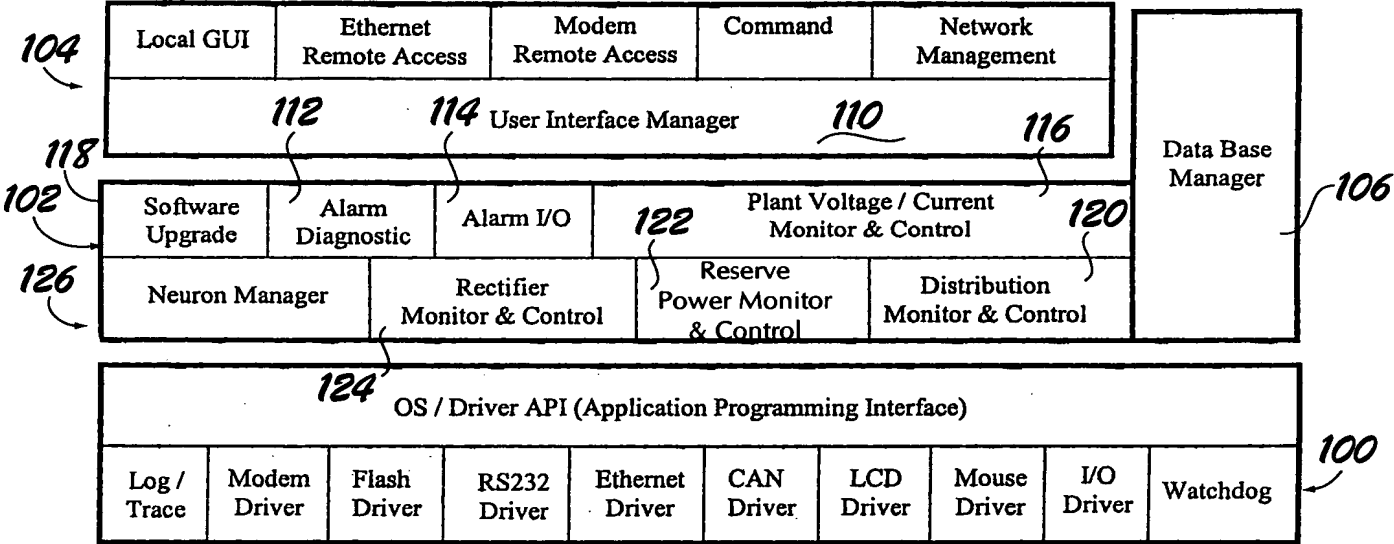 104
Local GUI
Ethernet
Remote Access
Modem
Remote Access
Command
Network
Management
User Interface Manager
110
112
114
116
118
102
Software
Upgrade
Alarm
Diagnostic
Alarm I/O
Plant Voltage / Current
Monitor & Control
120
122
126
Neuron Manager
Rectifier
Monitor & Control
Reserve
Power Monitor
& Control
Distribution
Monitor & Control
Data Base
Manager
106
124
OS / Driver API (Application Programming Interface)
100
Log /
Trace
Modem
Driver
Flash
Driver
RS232
Driver
Ethernet
Driver
CAN
Driver
LCD
Driver
Mouse
Driver
I/O
Driver
Watchdog